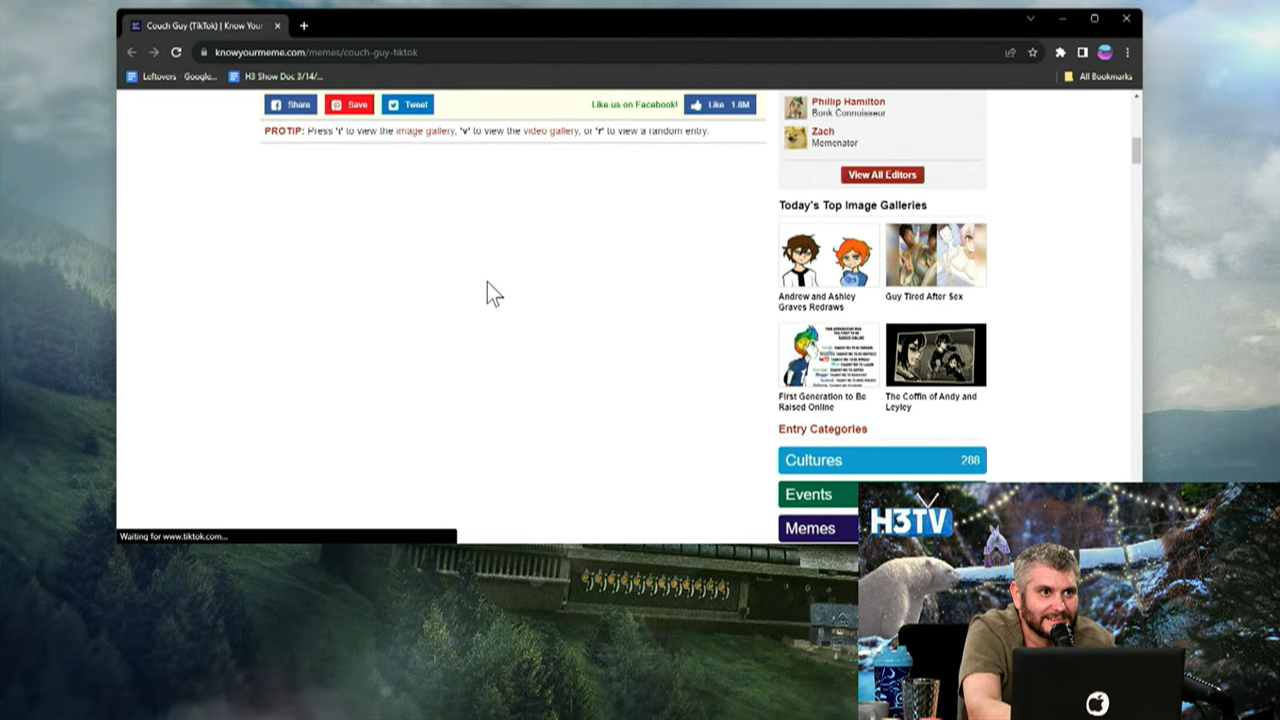 Couch Guy (TikTok) | Know Your
knowyourmeme.com/memes/couch-guy-tiktok
Leftovers - Google...
H3 Show Doc 3/14/...
All Bookmarks
Share
Save
Tweet
Like us on Facebook!
Like 1.8M
PROTIP: Press 'i' to view the image gallery, 'v' to view the video gallery, or 'r' to view a random entry.
Phillip Hamilton
Bonk Connoisseur
Zach
Memenator
View All Editors
Today's Top Image Galleries
Andrew and Ashley
Graves Redraws
Guy Tired After Sex
First Generation to Be
Raised Online
The Coffin of Andy and
Leyley
Entry Categories
Cultures 288
Events
Memes
Waiting for www.tiktok.com...
H3TV